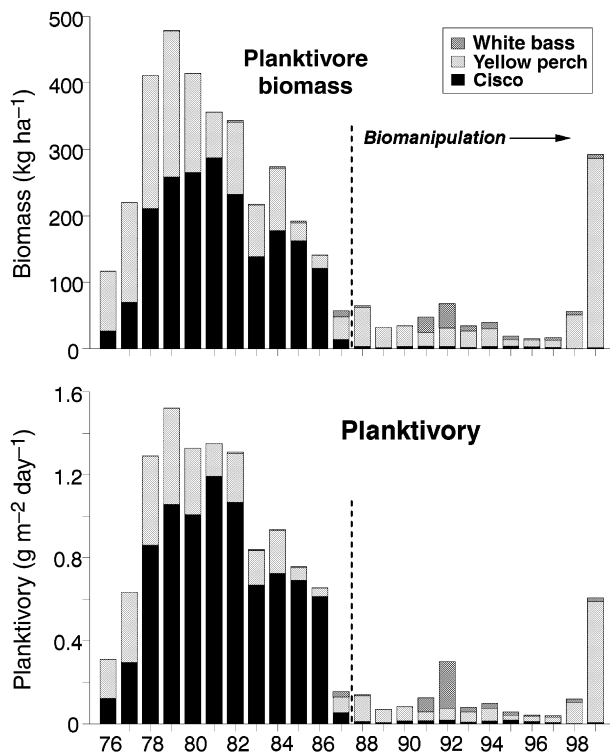 500
400
300
200
100
0
Biomass (kg ha⁻¹)
Planktivore
biomass
White bass
Yellow perch
Cisco
Biomanipulation
1.6
1.2
0.8
0.4
0
Planktivory (g m⁻² day⁻¹)
Planktivory
76 78 80 82 84 86 88 90 92 94 96 98